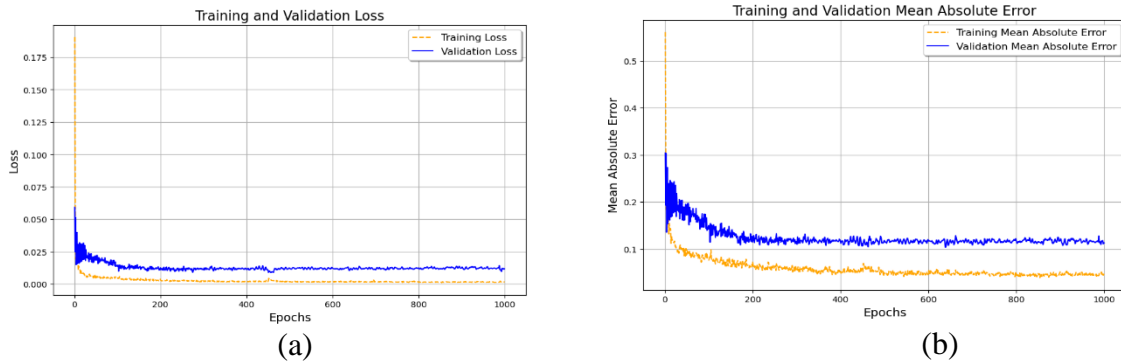 Training and Validation Loss
Training Loss
Validation Loss
0.175
0.150
0.125
0.100
0.075
0.050
0.025
0.000
Loss
0
200
400
600
800
1000
Epochs
(a)
Training and Validation Mean Absolute Error
Training Mean Absolute Error
Validation Mean Absolute Error
0.5
0.4
0.3
0.2
0.1
Mean Absolute Error
0
200
400
600
800
1000
Epochs
(b)